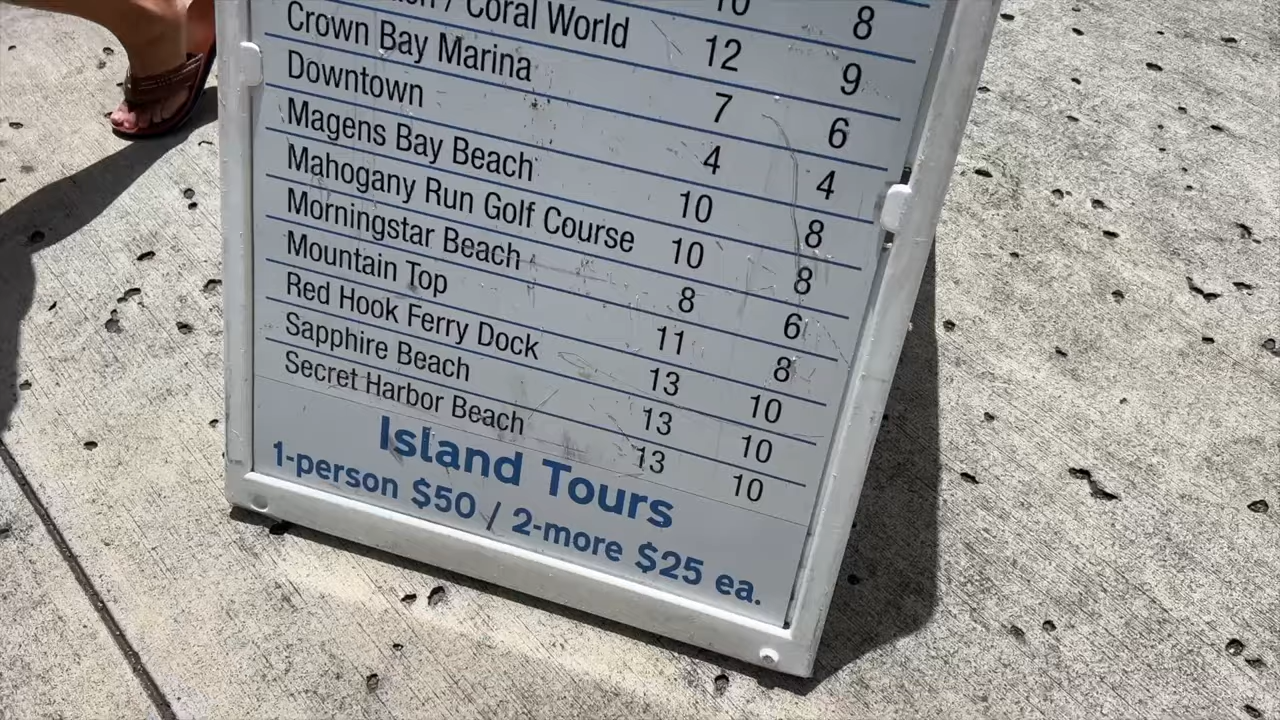 10 8
/ Coral World 12 9
Crown Bay Marina 7 6
Downtown 4 4
Magens Bay Beach 10 8
Mahogany Run Golf Course 10 8
Morningstar Beach 8 6
Mountain Top 11 8
Red Hook Ferry Dock 13 10
Sapphire Beach 13 10
Secret Harbor Beach 13 10
Island Tours
1-person $50 / 2-more $25 ea.